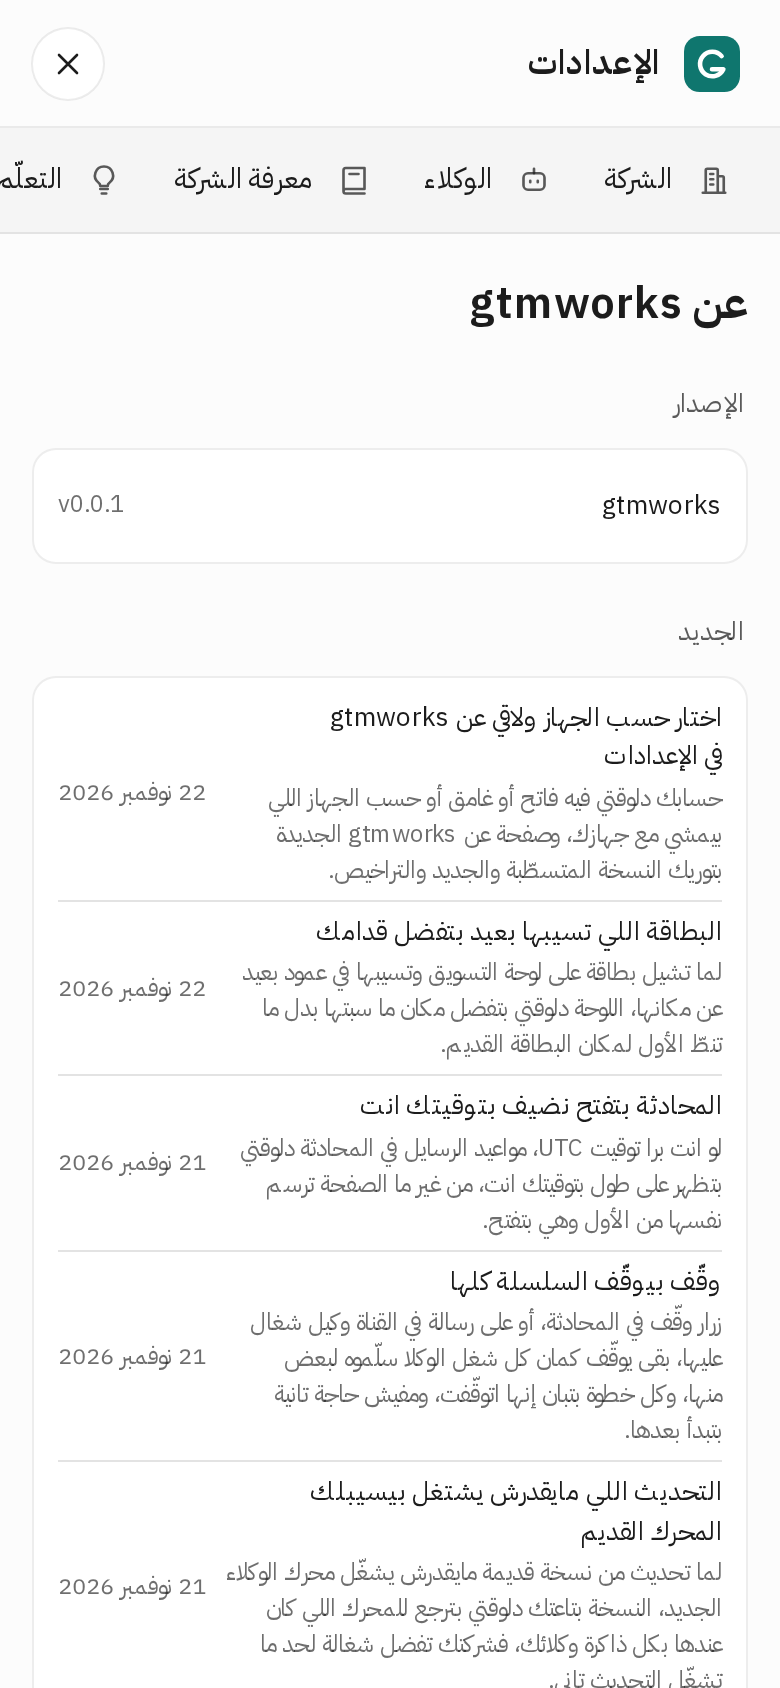 الإعدادات
الشركة
الوكلاء
معرفة الشركة
عن gtmworks
الإصدار
gtmworks
v0.0.1
الجديد
اختار حسب الجهاز ولاقي عن gtmworks
في الإعدادات
حسابك دلوقتي فيه فاتح أو غامق أو حسب الجهاز اللي
بيمشي مع جهازك، وصفحة عن gtmworks الجديدة
بتوريك النسخة المتسطّبة والجديد والتراخيص.
22 نوفمبر 2026
البطاقة اللي تسيبها بعيد بتفضل قدامك
لما تشيل بطاقة على لوحة التسويق وتسيبها في عمود بعيد
عن مكانها، اللوحة دلوقتي بتفضل مكان ما سبتها بدل ما
تنطّ الأول لمكان البطاقة القديم.
22 نوفمبر 2026
المحادثة بتفتح نضيف بتوقيتك انت
لو انت برا توقيت UTC، مواعيد الرسايل في المحادثة دلوقتي
بتظهر على طول بتوقيتك انت، من غير ما الصفحة ترسم
نفسها من الأول وهي بتفتح.
21 نوفمبر 2026
وقّف بيوقّف السلسلة كلها
زرار وقّف في المحادثة، أو على رسالة في القناة وكيل شغال
عليها، بقى يوقّف كمان كل شغل الوكلا سلّموه لبعض
منها، وكل خطوة بتبان إنها اتوقّفت، ومفيش حاجة تانية
بتبدأ بعدها.
21 نوفمبر 2026
التحديث اللي مايقدرش يشتغل بيسيبلك
المحرك القديم
لما تحديث من نسخة قديمة مايقدرش يشغّل محرك الوكلاء
الجديد، النسخة بتاعتك دلوقتي بترجع للمحرك اللي كان
عندها بكل ذاكرة وكلائك، فشركتك تفضل شغالة لحد ما
تشغّل التحديث تاني.
21 نوفمبر 2026